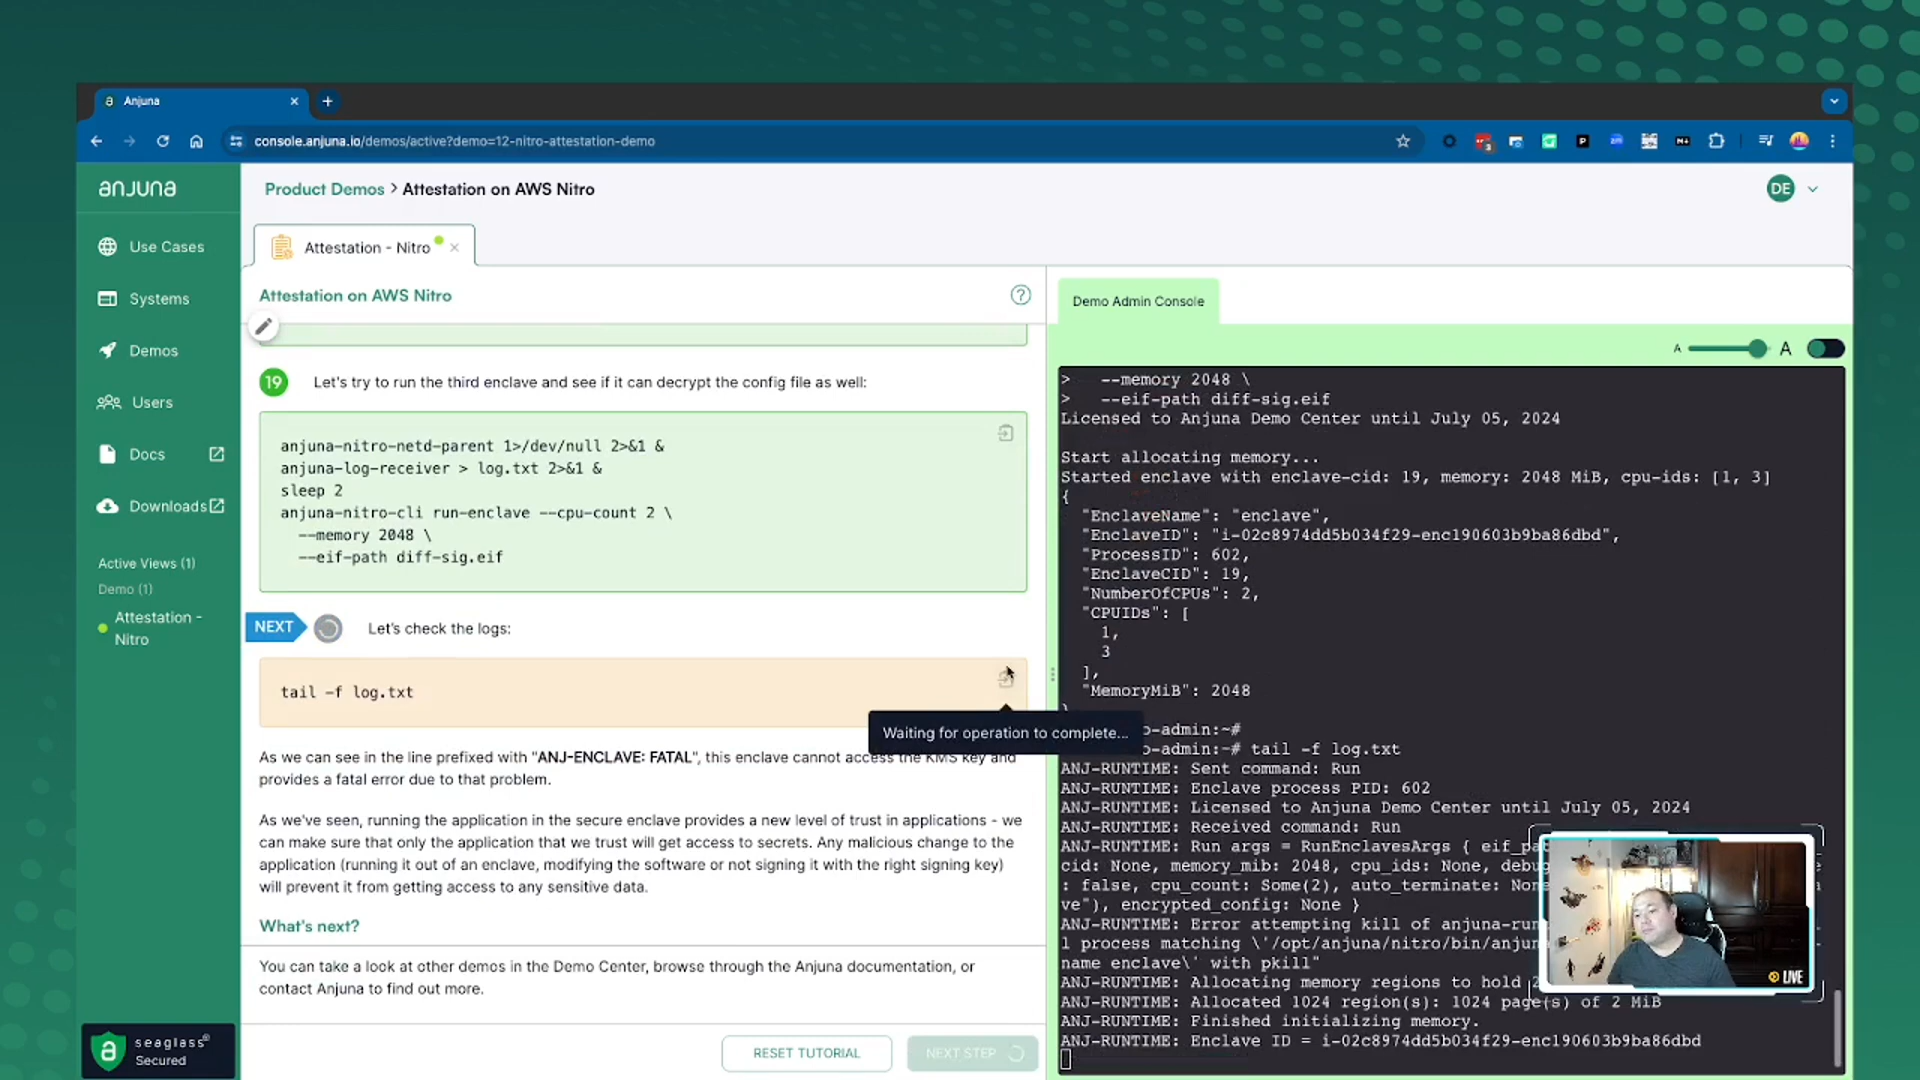 Anjuna
console.anjuna.io/demos/active?demo=12-nitro-attestation-demo
anjuna
Product Demos > Attestation on AWS Nitro
DE
Use Cases
Systems
Demos
Users
Docs
Downloads
Active Views (1)
Demo (1)
Attestation -
Nitro
seaglass®
Secured
Attestation - Nitro
Attestation on AWS Nitro
19
Let's try to run the third enclave and see if it can decrypt the config file as well:
anjuna-nitro-netd-parent 1>/dev/null 2>&1 &
anjuna-log-receiver > log.txt 2>&1 &
sleep 2
anjuna-nitro-cli run-enclave --cpu-count 2 \
--memory 2048 \
--eif-path diff-sig.eif
NEXT
Let's check the logs:
tail -f log.txt
Waiting for operation to complete...
As we can see in the line prefixed with "ANJ-ENCLAVE: FATAL", this enclave cannot access the KMS key and
provides a fatal error due to that problem.
As we've seen, running the application in the secure enclave provides a new level of trust in applications - we
can make sure that only the application that we trust will get access to secrets. Any malicious change to the
application (running it out of an enclave, modifying the software or not signing it with the right signing key)
will prevent it from getting access to any sensitive data.
What's next?
You can take a look at other demos in the Demo Center, browse through the Anjuna documentation, or
contact Anjuna to find out more.
RESET TUTORIAL
NEXT STEP
Demo Admin Console
A A
> --memory 2048 \
> --eif-path diff-sig.eif
Licensed to Anjuna Demo Center until July 05, 2024
Start allocating memory...
Started enclave with enclave-cid: 19, memory: 2048 MiB, cpu-ids: [1, 3]
{
"EnclaveName": "enclave",
"EnclaveID": "i-02c8974dd5b034f29-enc190603b9ba86dbd",
"ProcessID": 602,
"EnclaveCID": 19,
"NumberOfCPUs": 2,
"CPUIDs": [
1,
3
],
"MemoryMiB": 2048
}
o-admin:~#
o-admin:~# tail -f log.txt
ANJ-RUNTIME: Sent command: Run
ANJ-RUNTIME: Enclave process PID: 602
ANJ-RUNTIME: Licensed to Anjuna Demo Center until July 05, 2024
ANJ-RUNTIME: Received command: Run
ANJ-RUNTIME: Run args = RunEnclavesArgs { eif_pa
cid: None, memory_mib: 2048, cpu_ids: None, debug
: false, cpu_count: Some(2), auto_terminate: None
ve"), encrypted_config: None }
ANJ-RUNTIME: Error attempting kill of anjuna-run
l process matching \'/opt/anjuna/nitro/bin/anjun
name enclave\' with pkill"
ANJ-RUNTIME: Allocating memory regions to hold 2
ANJ-RUNTIME: Allocated 1024 region(s): 1024 page(s) of 2 MiB
ANJ-RUNTIME: Finished initializing memory.
ANJ-RUNTIME: Enclave ID = i-02c8974dd5b034f29-enc190603b9ba86dbd
LIVE